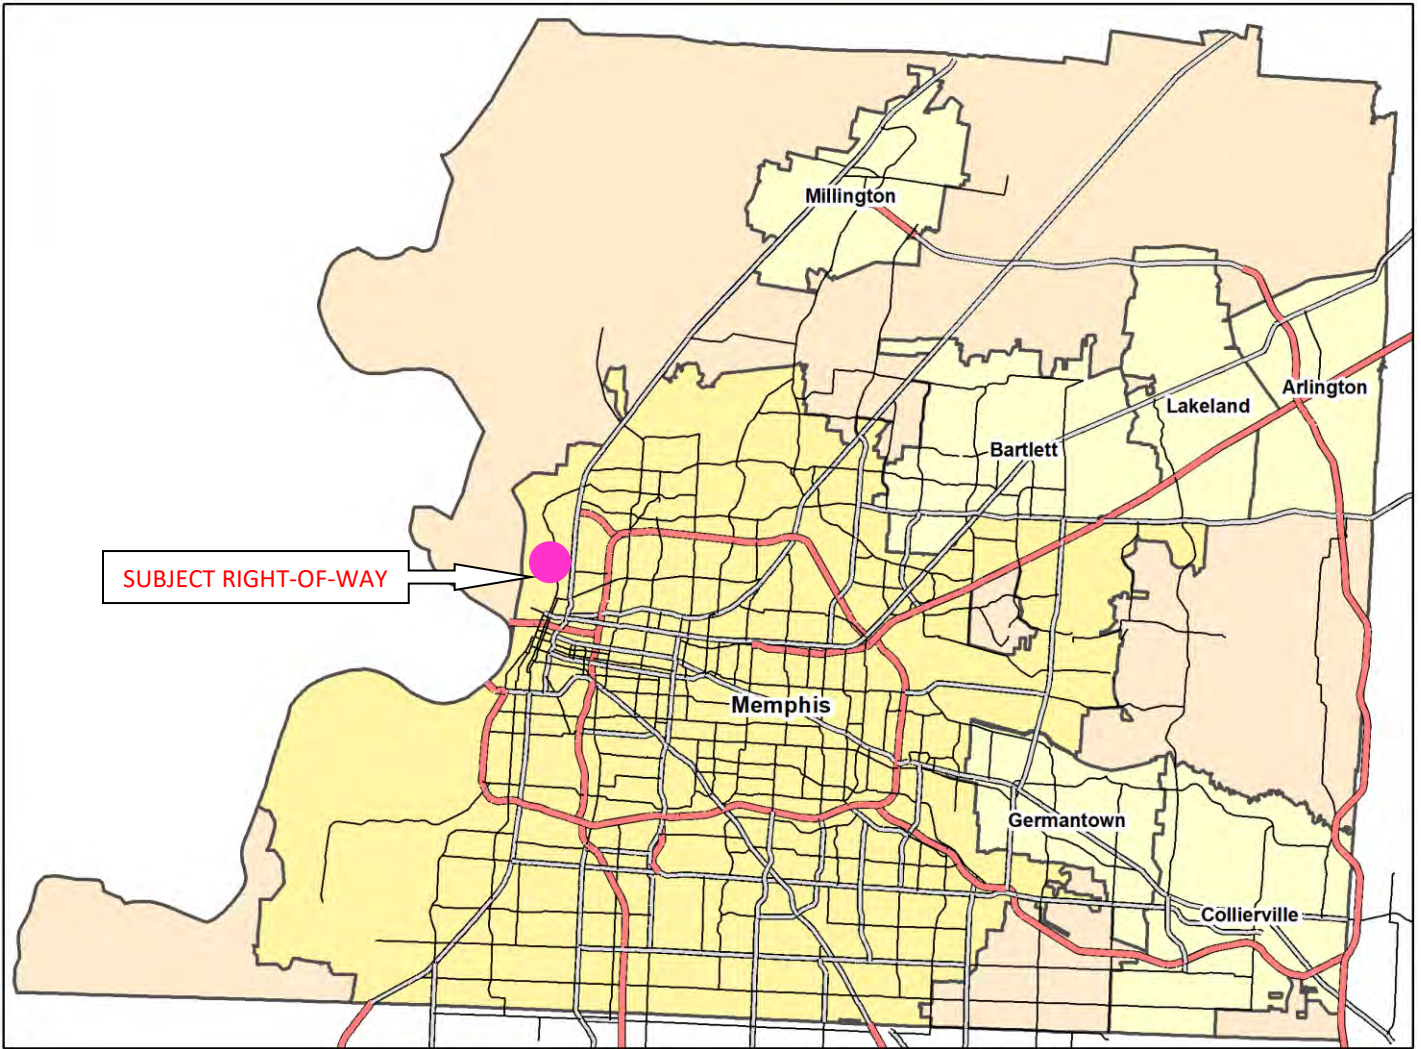 Millington
Arlington
Lakeland
Bartlett
SUBJECT RIGHT-OF-WAY
Memphis
Germantown
Collierville